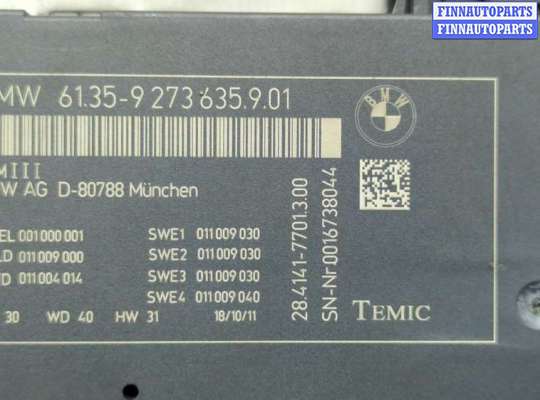 FINNAUTOPARTS
FINNAUTOPARTS
MW 61.35-9 273 635.9.01
BMW
MIII
W AG D-80788 München
EL 001 000 001
LD 011 009 000
D 011 004 014
SWE1 011 009 030
SWE2 011 009 030
SWE3 011 009 030
SWE4 011 009 040
30 WD 40 HW 31 18/10/11
28.4141-7701.3.00
SN-Nr.0016738044
TEMIC